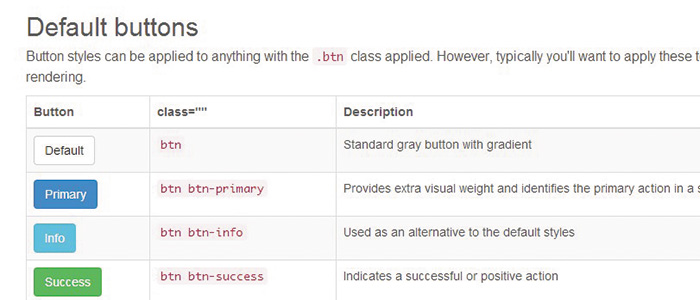 Default buttons
Button styles can be applied to anything with the .btn class applied. However, typically you'll want to apply these
rendering.
Button class="" Description
Default btn Standard gray button with gradient
Primary btn btn-primary Provides extra visual weight and identifies the primary action in a
Info btn btn-info Used as an alternative to the default styles
Success btn btn-success Indicates a successful or positive action